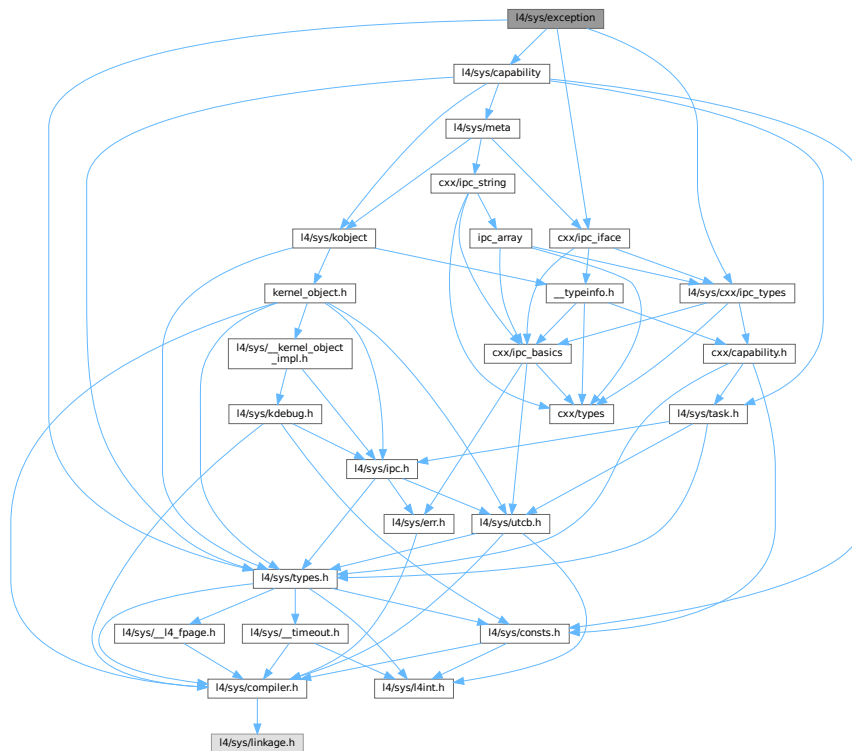 l4/sys/exception
l4/sys/capability
l4/sys/meta
cxx/ipc_string
l4/sys/kobject
ipc_array
cxx/ipc_iface
kernel_object.h
__typeinfo.h
l4/sys/cxx/ipc_types
l4/sys/__kernel_object
_impl.h
cxx/ipc_basics
cxx/capability.h
l4/sys/kdebug.h
cxx/types
l4/sys/task.h
l4/sys/ipc.h
l4/sys/err.h
l4/sys/utcb.h
l4/sys/types.h
l4/sys/__l4_fpage.h
l4/sys/__timeout.h
l4/sys/consts.h
l4/sys/compiler.h
l4/sys/l4int.h
l4/sys/linkage.h